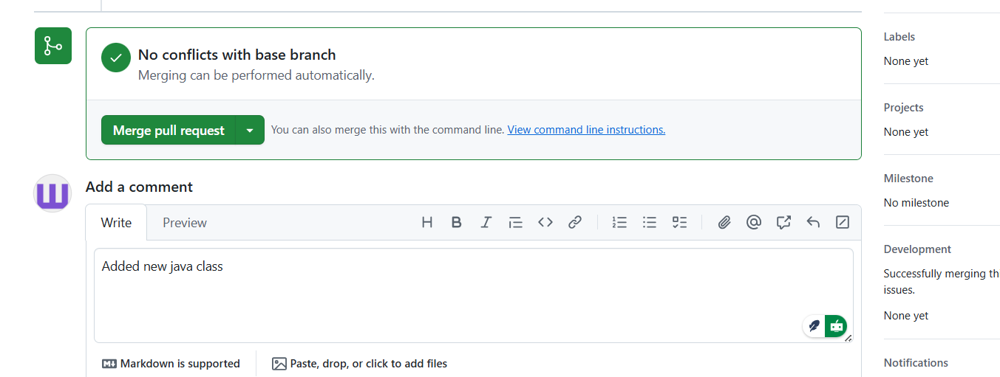 No conflicts with base branch
Merging can be performed automatically.
Merge pull request
You can also merge this with the command line. View command line instructions.
Add a comment
Write Preview
Added new java class
Markdown is supported
Paste, drop, or click to add files
Labels
None yet
Projects
None yet
Milestone
No milestone
Development
Successfully merging th
issues.
None yet
Notifications